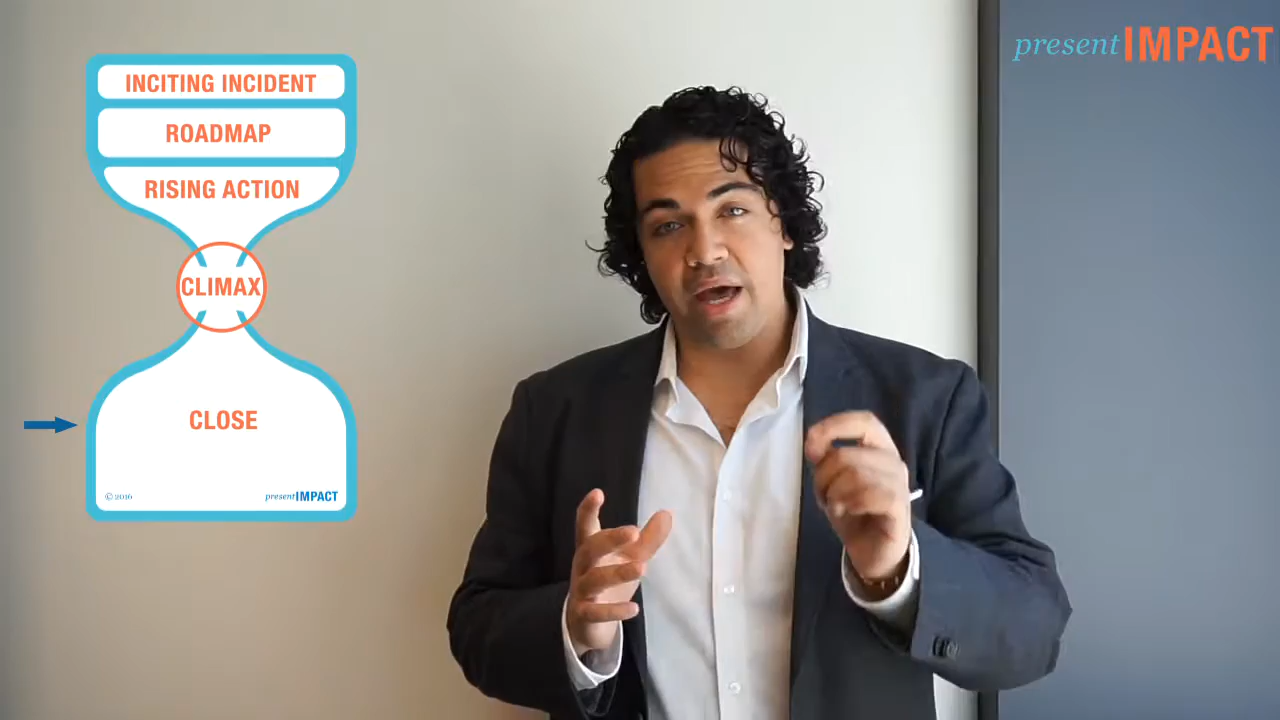 presentIMPACT
INCITING INCIDENT
ROADMAP
RISING ACTION
CLIMAX
CLOSE
© 2016
presentIMPACT